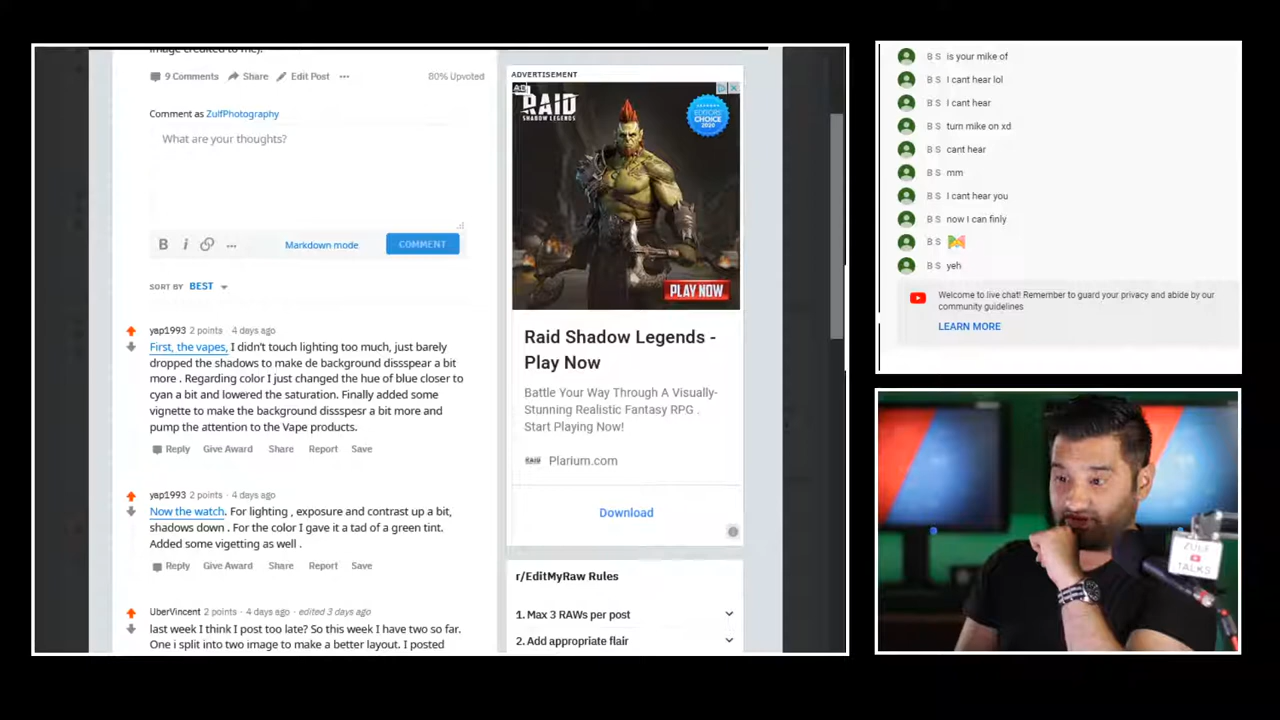 image credited to me).
9 Comments Share Edit Post ... 80% Upvoted
Comment as ZulfPhotography
What are your thoughts?
B i ... Markdown mode COMMENT
SORT BY BEST
yap1993 2 points · 4 days ago
First, the vapes, I didn't touch lighting too much, just barely
dropped the shadows to make de background dissspear a bit
more . Regarding color I just changed the hue of blue closer to
cyan a bit and lowered the saturation. Finally added some
vignette to make the background dissspesr a bit more and
pump the attention to the Vape products.
Reply Give Award Share Report Save
yap1993 2 points · 4 days ago
Now the watch. For lighting , exposure and contrast up a bit,
shadows down . For the color I gave it a tad of a green tint.
Added some vigetting as well .
Reply Give Award Share Report Save
UberVincent 2 points · 4 days ago · edited 3 days ago
last week I think I post too late? So this week I have two so far.
One i split into two image to make a better layout. I posted
ADVERTISEMENT
AD
RAID
SHADOW LEGENDS
EDITORS'
CHOICE
2020
PLAY NOW
Raid Shadow Legends -
Play Now
Battle Your Way Through A Visually-
Stunning Realistic Fantasy RPG .
Start Playing Now!
RAID Plarium.com
Download
r/EditMyRaw Rules
1. Max 3 RAWs per post
2. Add appropriate flair
B S is your mike of
B S I cant hear lol
B S I cant hear
B S turn mike on xd
B S cant hear
B S mm
B S I cant hear you
B S now I can finly
B S
B S yeh
Welcome to live chat! Remember to guard your privacy and abide by our
community guidelines
LEARN MORE
ZULF
TALKS